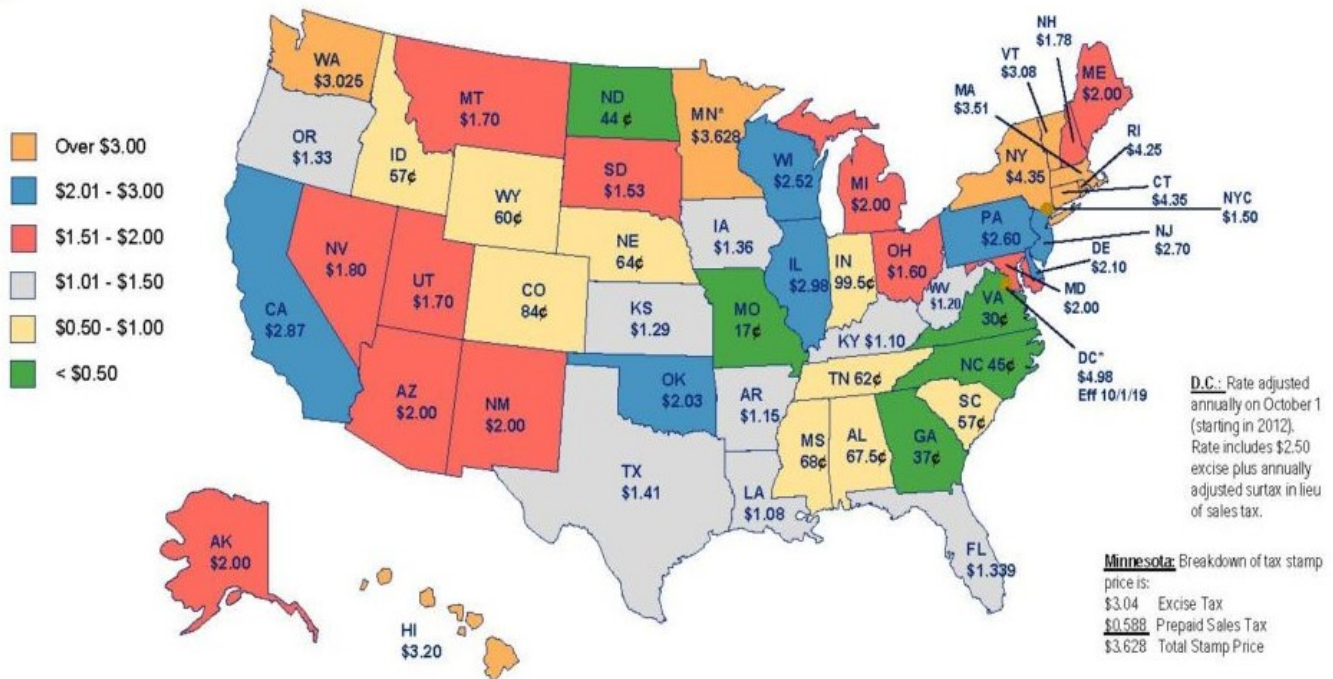 Over $3.00
$2.01 - $3.00
$1.51 - $2.00
$1.01 - $1.50
$0.50 - $1.00
< $0.50
WA
$3.025
OR
$1.33
CA
$2.87
ID
57¢
NV
$1.80
MT
$1.70
WY
60¢
UT
$1.70
CO
84¢
AZ
$2.00
NM
$2.00
ND
44 ¢
SD
$1.53
NE
64¢
KS
$1.29
OK
$2.03
TX
$1.41
MN*
$3.628
IA
$1.36
MO
17¢
AR
$1.15
LA
$1.08
WI
$2.52
IL
$2.98
MI
$2.00
IN
99.5¢
OH
$1.60
KY $1.10
TN 62¢
MS
68¢
AL
67.5¢
GA
37¢
FL
$1.339
SC
57¢
NC 45¢
VA
30¢
WV
$1.20
PA
$2.60
NY
$4.35
ME
$2.00
NH
$1.78
VT
$3.08
MA
$3.51
RI
$4.25
CT
$4.35
NYC
$1.50
NJ
$2.70
DE
$2.10
MD
$2.00
DC*
$4.98
Eff 10/1/19
AK
$2.00
HI
$3.20
D.C.: Rate adjusted
annually on October 1
(starting in 2012).
Rate includes $2.50
excise plus annually
adjusted surtax in lieu
of sales tax.
Minnesota: Breakdown of tax stamp
price is:
$3.04 Excise Tax
$0.588 Prepaid Sales Tax
$3.628 Total Stamp Price